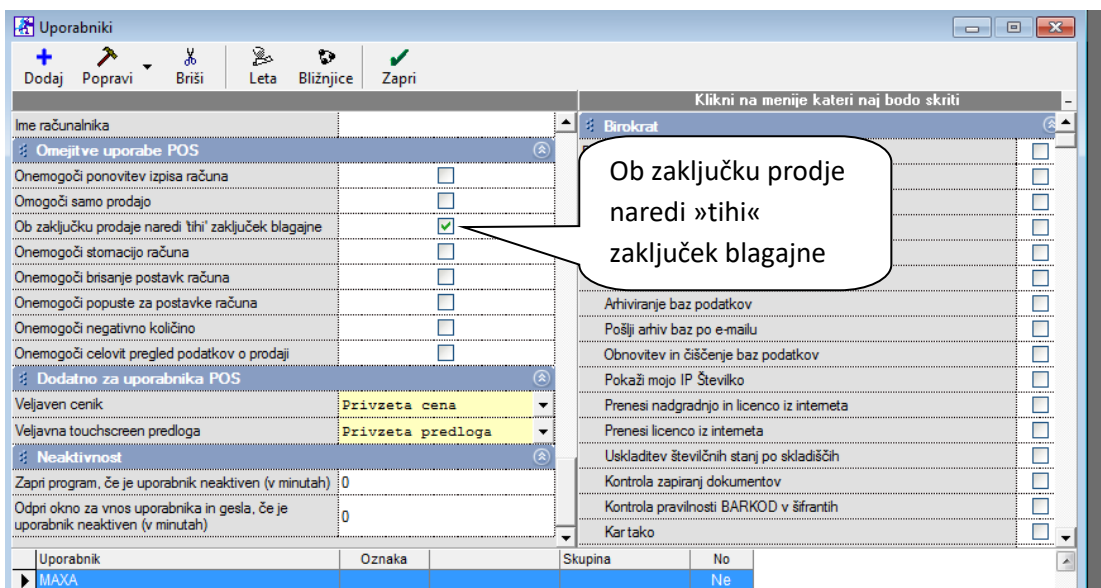 Uporabniki
Dodaj Popravi Briši Leta Bližnjice Zapri
Klikni na menije kateri naj bodo skriti
Ime računalnika
Omejitve uporabe POS
Onemogoči ponovitev izpisa računa
Omogoči samo prodajo
Ob zaključku prodaje naredi 'tihi' zaključek blagajne
Onemogoči stornacijo računa
Onemogoči brisanje postavk računa
Onemogoči popuste za postavke računa
Onemogoči negativno količino
Onemogoči celovit pregled podatkov o prodaji
Dodatno za uporabnika POS
Veljaven cenik Privzeta cena
Veljavna touchscreen predloga Privzeta predloga
Neaktivnost
Zapri program, če je uporabnik neaktiven (v minutah) 0
Odpri okno za vnos uporabnika in gesla, če je
uporabnik neaktiven (v minutah) 0
Birokrat
Ob zaključku prodje
naredi »tihi«
zaključek blagajne
Arhiviranje baz podatkov
Pošlji arhiv baz po e-mailu
Obnovitev in čiščenje baz podatkov
Pokaži mojo IP Številko
Prenesi nadgradnjo in licenco iz interneta
Prenesi licenco iz interneta
Uskladitev številčnih stanj po skladiščih
Kontrola zapiranj dokumentov
Kontrola pravilnosti BARKOD v šifrantih
Kar tako
Uporabnik Oznaka Skupina No
MAXA Ne